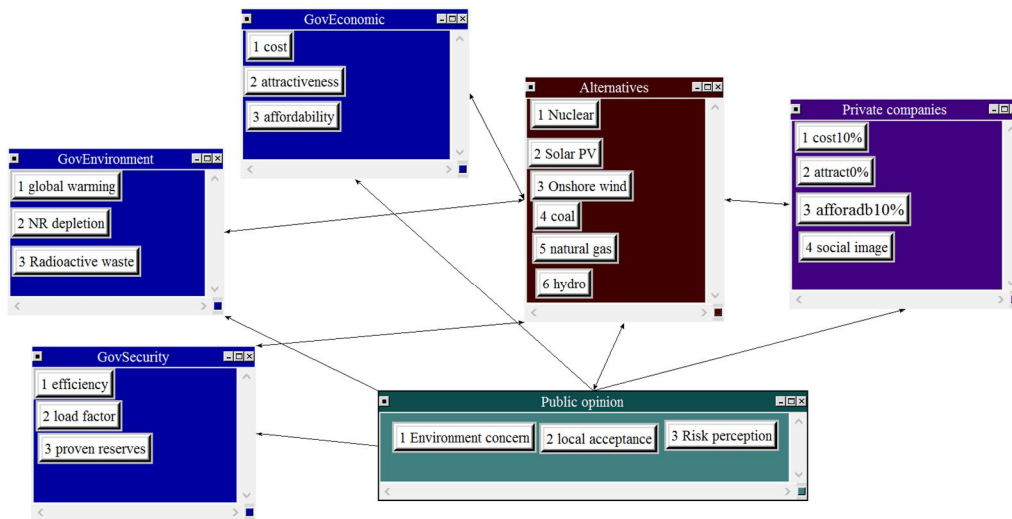 GovEconomic
1 cost
2 attractiveness
3 affordability
Alternatives
1 Nuclear
2 Solar PV
3 Onshore wind
4 coal
5 natural gas
6 hydro
Private companies
1 cost10%
2 attract0%
3 afforadb10%
4 social image
GovEnvironment
1 global warming
2 NR depletion
3 Radioactive waste
GovSecurity
1 efficiency
2 load factor
3 proven reserves
Public opinion
1 Environment concern
2 local acceptance
3 Risk perception